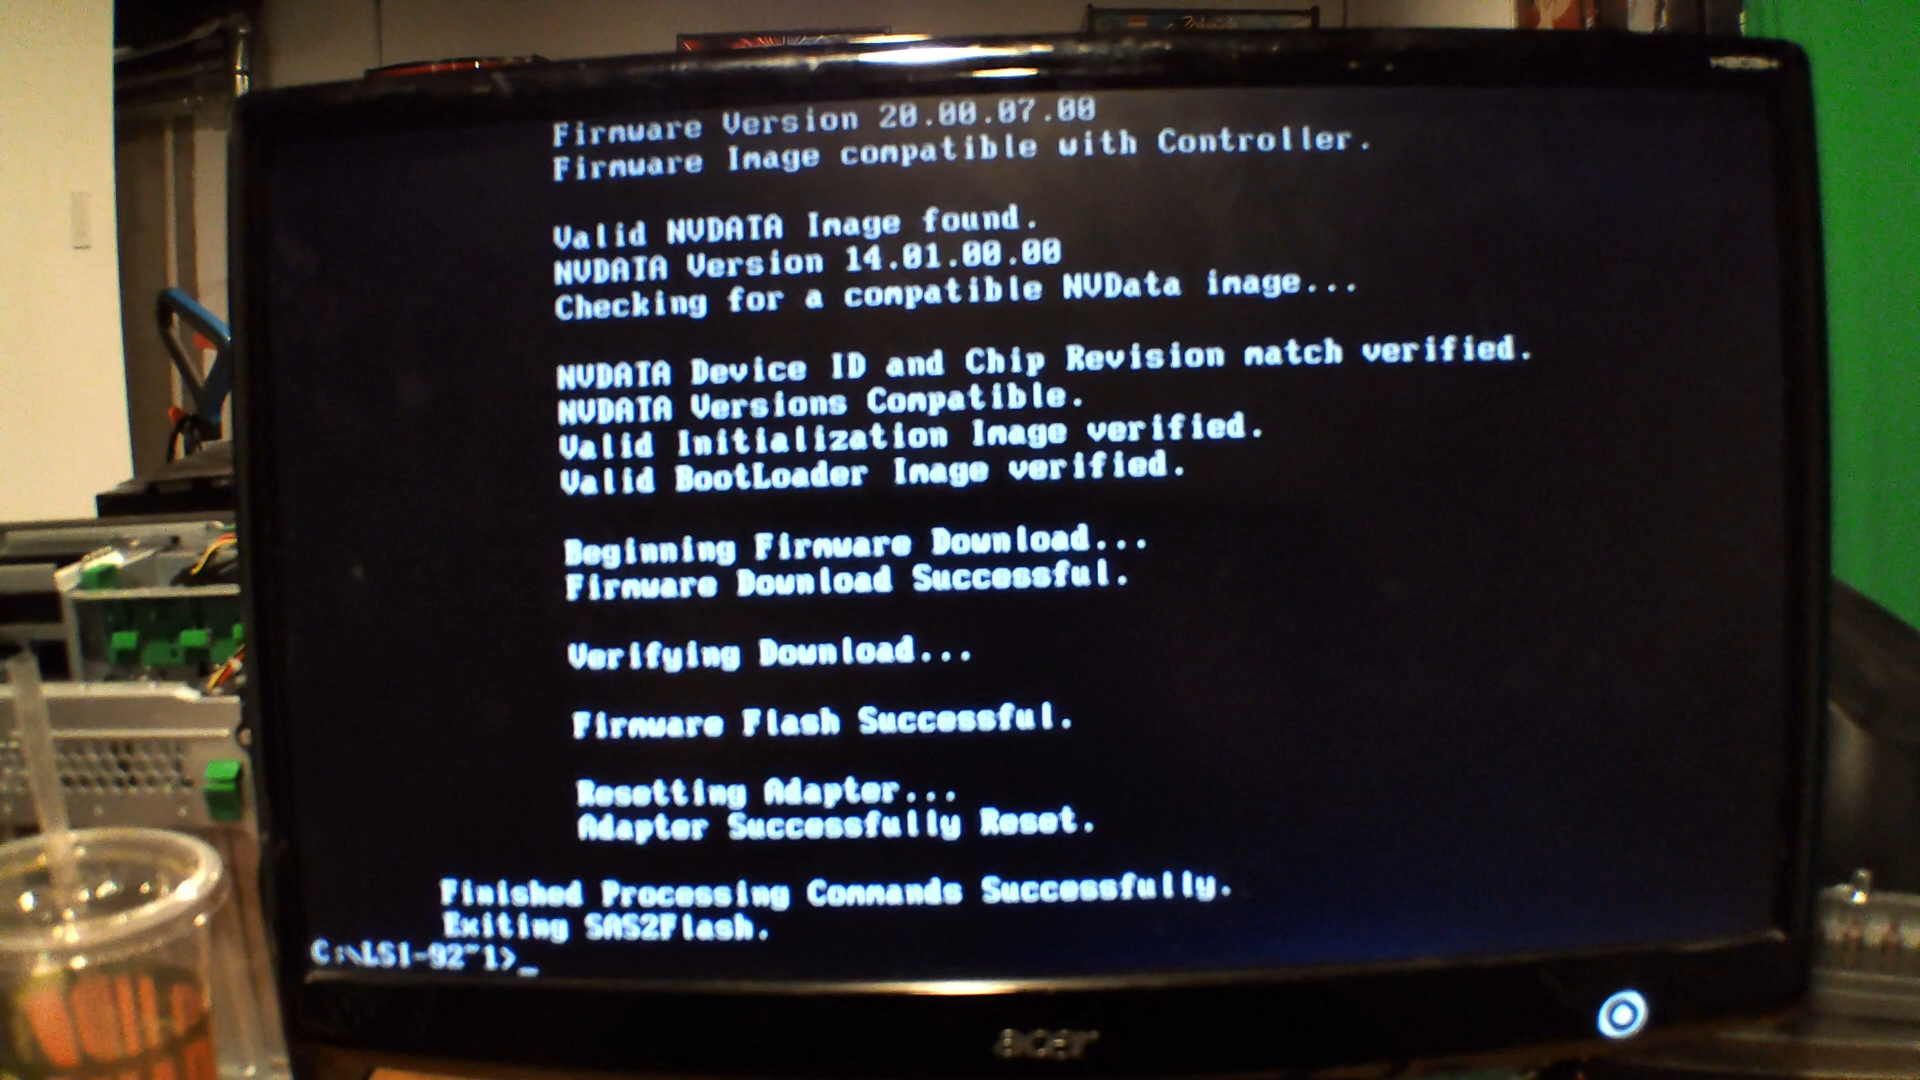 Firmware Version 20.00.07.00
Firmware Image compatible with Controller.
Valid NVDATA Image found.
NVDATA Version 14.01.00.00
Checking for a compatible NVData image...
NVDATA Device ID and Chip Revision match verified.
NVDATA Versions Compatible.
Valid Initialization Image verified.
Valid BootLoader Image verified.
Beginning Firmware Download...
Firmware Download Successful.
Verifying Download...
Firmware Flash Successful.
Resetting Adapter...
Adapter Successfully Reset.
Finished Processing Commands Successfully.
Exiting SAS2Flash.
C:\LSI-92~1>_
acer